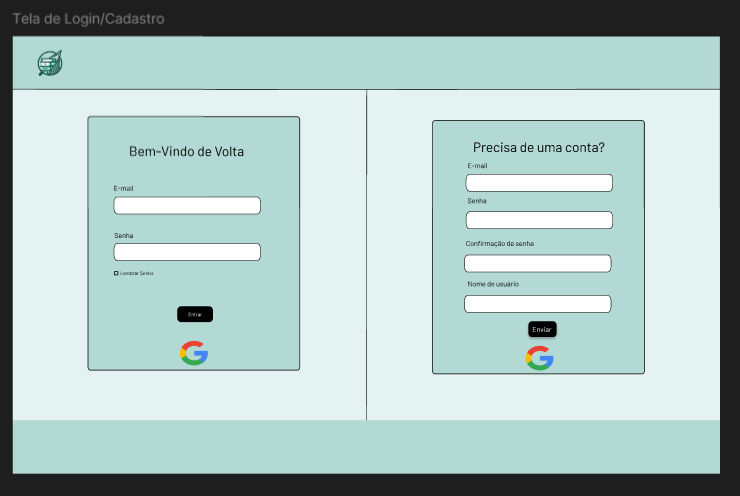 Tela de Login/Cadastro
Bem-Vindo de Volta
E-mail
Senha
Lembrar Senha
Entrar
Precisa de uma conta?
E-mail
Senha
Confirmação de senha
Nome de usuário
Enviar